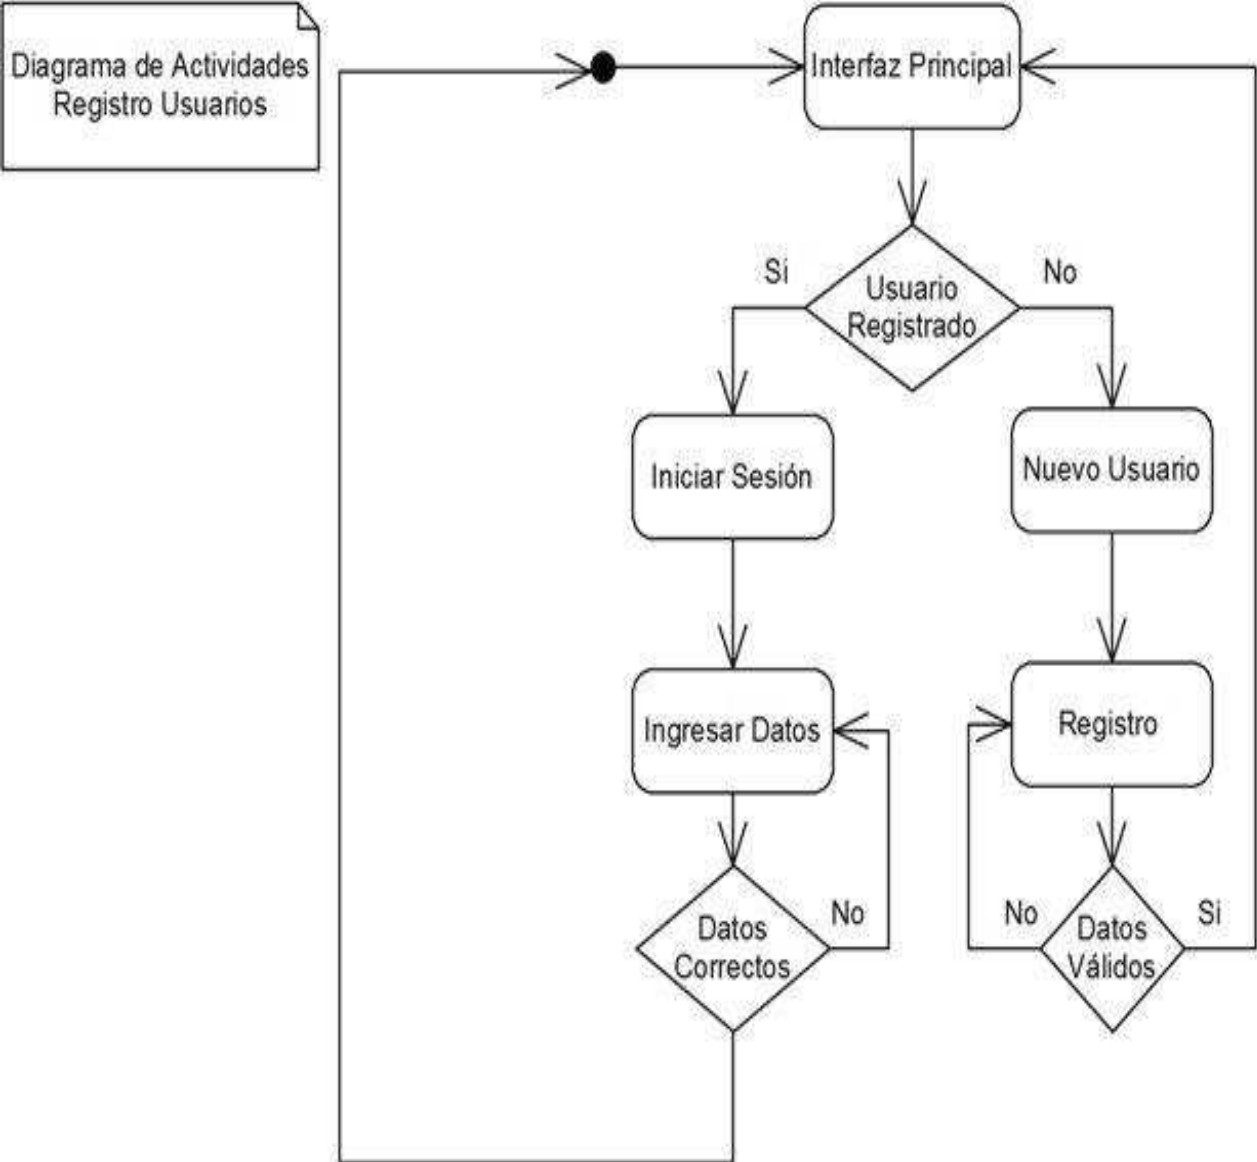 Diagrama de Actividades
Registro Usuarios
Interfaz Principal
Usuario
Registrado
Si
No
Iniciar Sesión
Nuevo Usuario
Ingresar Datos
Registro
Datos
Correctos
No
No
Datos
Válidos
Si